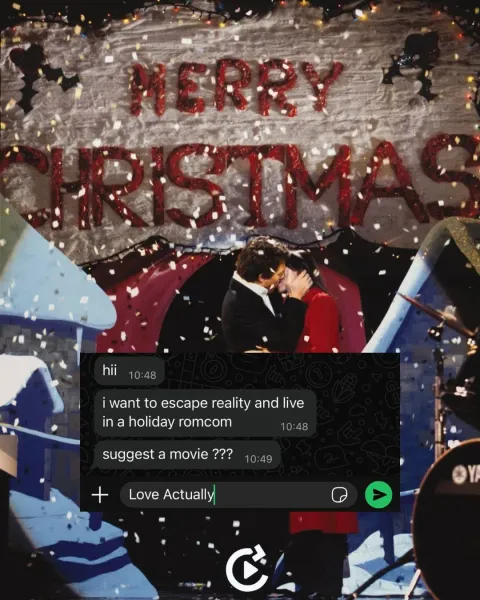 MERRY
CHRISTMAS
hii 10:48
i want to escape reality and live
in a holiday romcom 10:48
suggest a movie ??? 10:49
Love Actually
YA